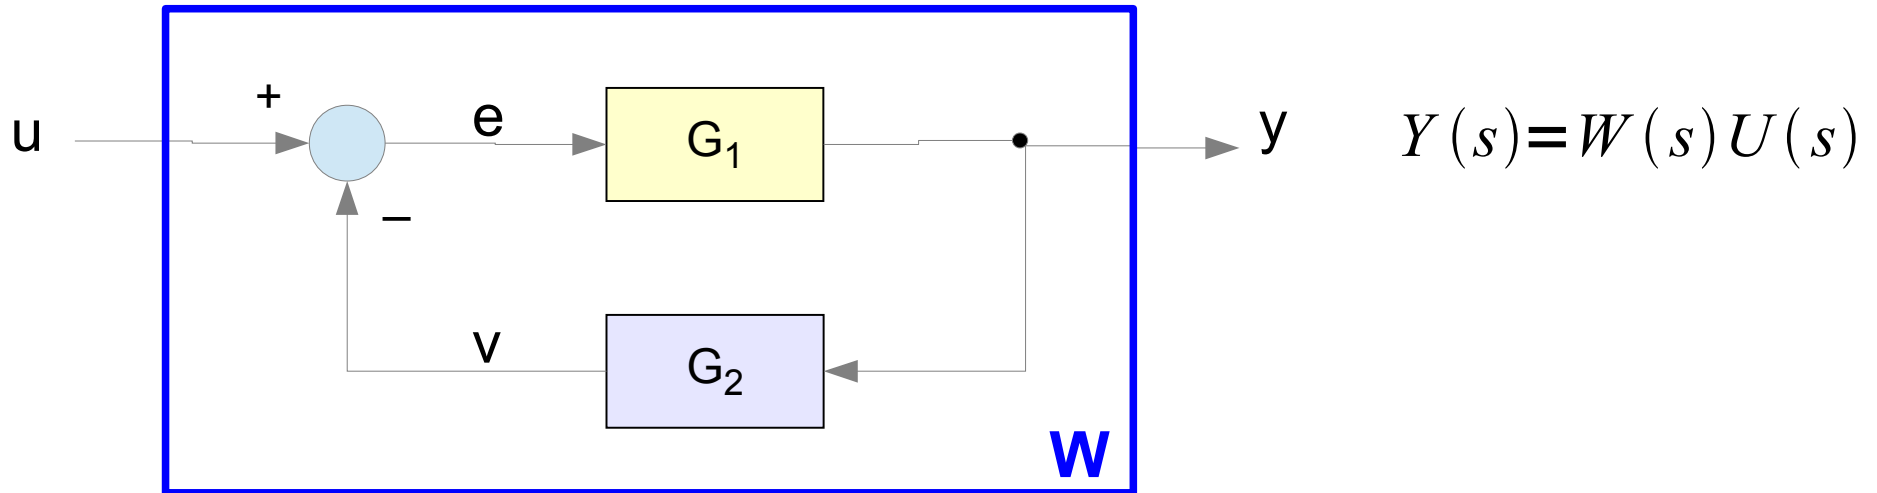 +
u
e
G₁
y
Y(s)=W(s)U(s)
–
v
G₂
W